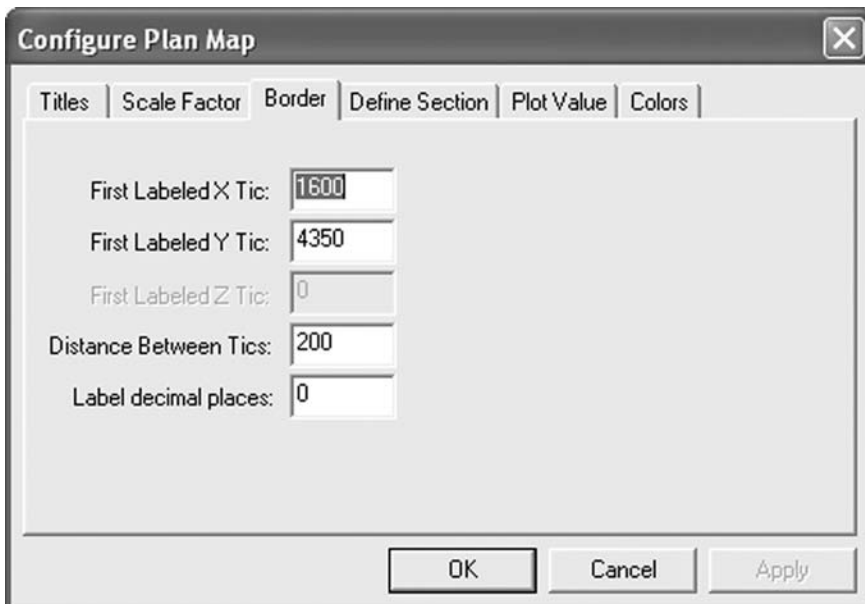 Configure Plan Map
Titles Scale Factor Border Define Section Plot Value Colors
First Labeled X Tic: 1600
First Labeled Y Tic: 4350
First Labeled Z Tic: 0
Distance Between Tics: 200
Label decimal places: 0
OK Cancel Apply